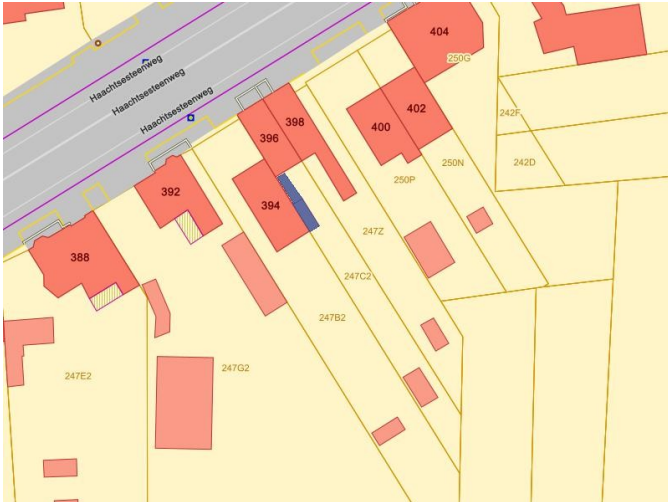 404
Haachtsesteenweg
250G
Haachtsesteenweg
Haachtsesteenweg
398
402
242F
396
400
250N
242D
392
250P
394
247Z
388
247C2
247B2
247G2
247E2